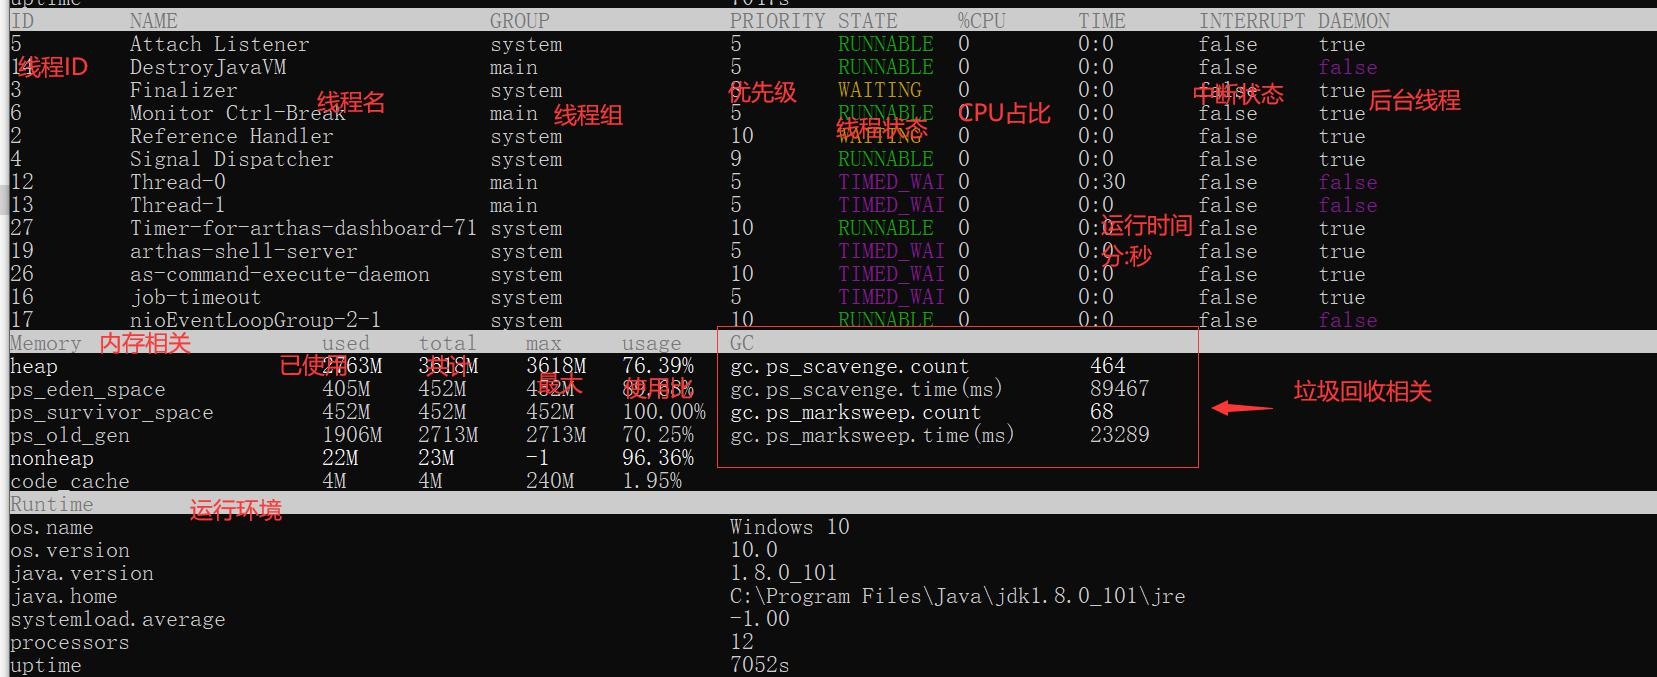 uptime 7047s
ID NAME GROUP PRIORITY STATE %CPU TIME INTERRUPT DAEMON
5 Attach Listener system 5 RUNNABLE 0 0:0 false true
14 DestroyJavaVM main 5 RUNNABLE 0 0:0 false false
线程ID
3 Finalizer system 8 WAITING 0 0:0 false true
线程名
优先级
中断状态
后台线程
6 Monitor Ctrl-Break main 5 RUNNABLE 0 0:0 false true
线程组
CPU占比
线程状态
2 Reference Handler system 10 WAITING 0 0:0 false true
4 Signal Dispatcher system 9 RUNNABLE 0 0:0 false true
12 Thread-0 main 5 TIMED_WAI 0 0:30 false false
13 Thread-1 main 5 TIMED_WAI 0 0:0 false false
27 Timer-for-arthas-dashboard-71 system 10 RUNNABLE 0 0:0 false true
运行时间
19 arthas-shell-server system 5 TIMED_WAI 0 0:0 false true
分:秒
26 as-command-execute-daemon system 10 TIMED_WAI 0 0:0 false true
16 job-timeout system 5 TIMED_WAI 0 0:0 false true
17 nioEventLoopGroup-2-1 system 10 RUNNABLE 0 0:0 false false
Memory used total max usage GC
内存相关
heap 2763M 3618M 3618M 76.39% gc.ps_scavenge.count 464
已使用
共计
最大
使用比
ps_eden_space 405M 452M 452M 89.68% gc.ps_scavenge.time(ms) 89467
垃圾回收相关
ps_survivor_space 452M 452M 452M 100.00% gc.ps_marksweep.count 68
ps_old_gen 1906M 2713M 2713M 70.25% gc.ps_marksweep.time(ms) 23289
nonheap 22M 23M -1 96.36%
code_cache 4M 4M 240M 1.95%
Runtime
运行环境
os.name Windows 10
os.version 10.0
java.version 1.8.0_101
java.home C:\Program Files\Java\jdk1.8.0_101\jre
systemload.average -1.00
processors 12
uptime 7052s